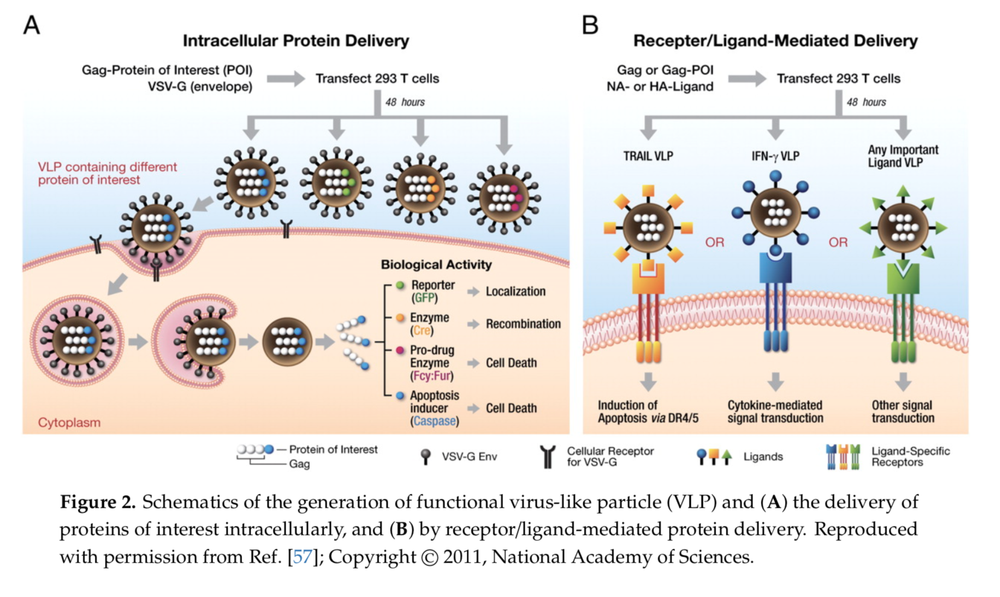 A
Intracellular Protein Delivery
Gag-Protein of Interest (POI)
VSV-G (envelope)
Transfect 293 T cells
48 hours
VLP containing different
protein of interest
Biological Activity
Reporter
(GFP)
Localization
Enzyme
(Cre)
Recombination
Pro-drug
Enzyme
(Fcy:Fur)
Cell Death
Apoptosis
inducer
(Caspase)
Cell Death
Cytoplasm
B
Recepter/Ligand-Mediated Delivery
Gag or Gag-POI
NA- or HA-Ligand
Transfect 293 T cells
48 hours
TRAIL VLP
IFN-γ VLP
Any Important
Ligand VLP
OR
OR
Induction of
Apoptosis via DR4/5
Cytokine-mediated
signal transduction
Other signal
transduction
Protein of Interest
Gag
VSV-G Env
Cellular Receptor
for VSV-G
Ligands
Ligand-Specific
Receptors
Figure 2. Schematics of the generation of functional virus-like particle (VLP) and (A) the delivery of
proteins of interest intracellularly, and (B) by receptor/ligand-mediated protein delivery. Reproduced
with permission from Ref. [57]; Copyright © 2011, National Academy of Sciences.